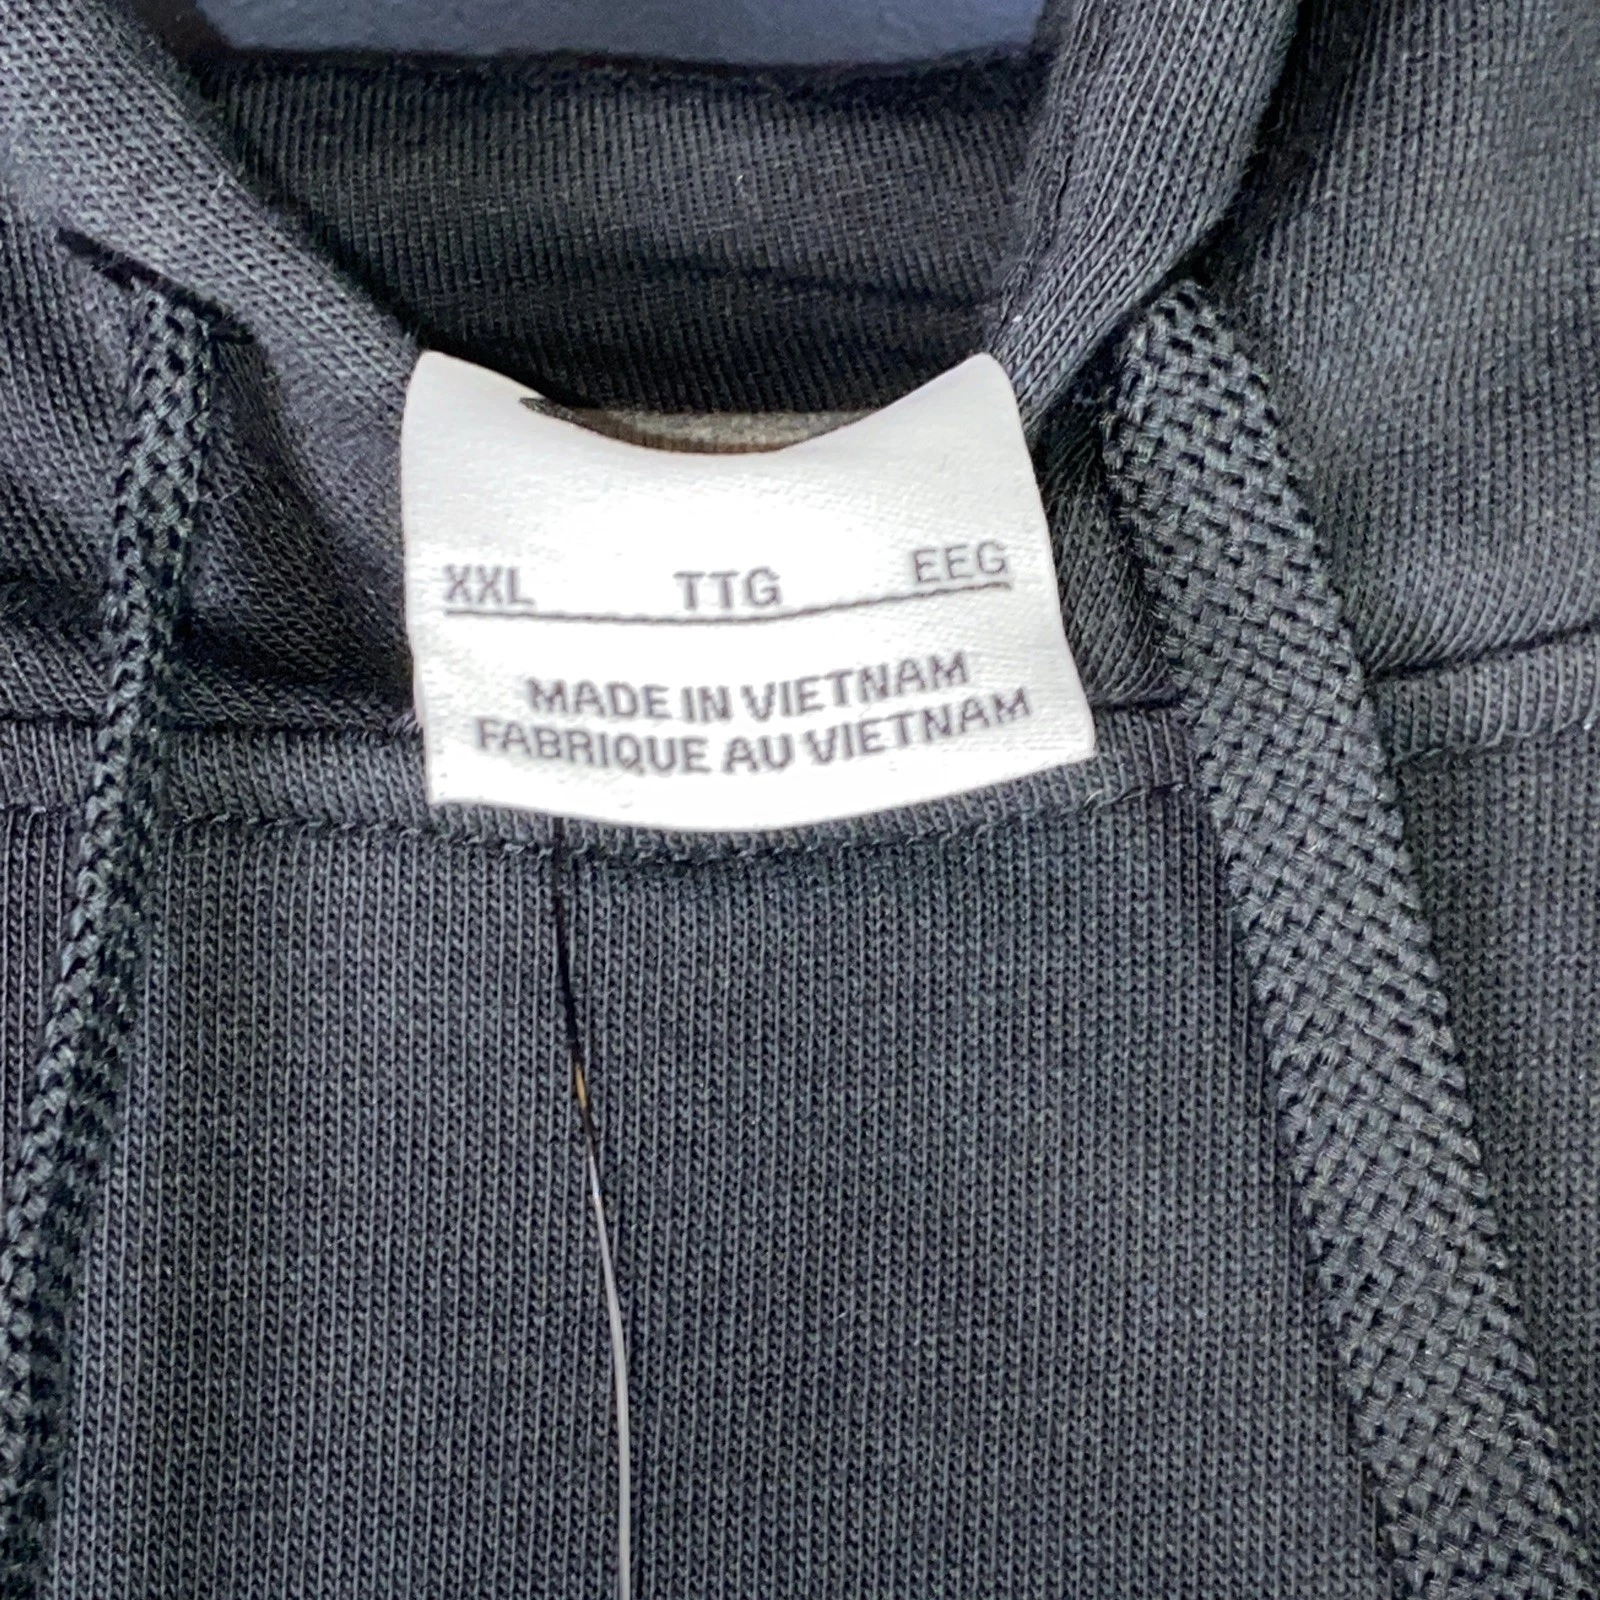 XXL TTG EEG
MADE IN VIETNAM
FABRIQUE AU VIETNAM